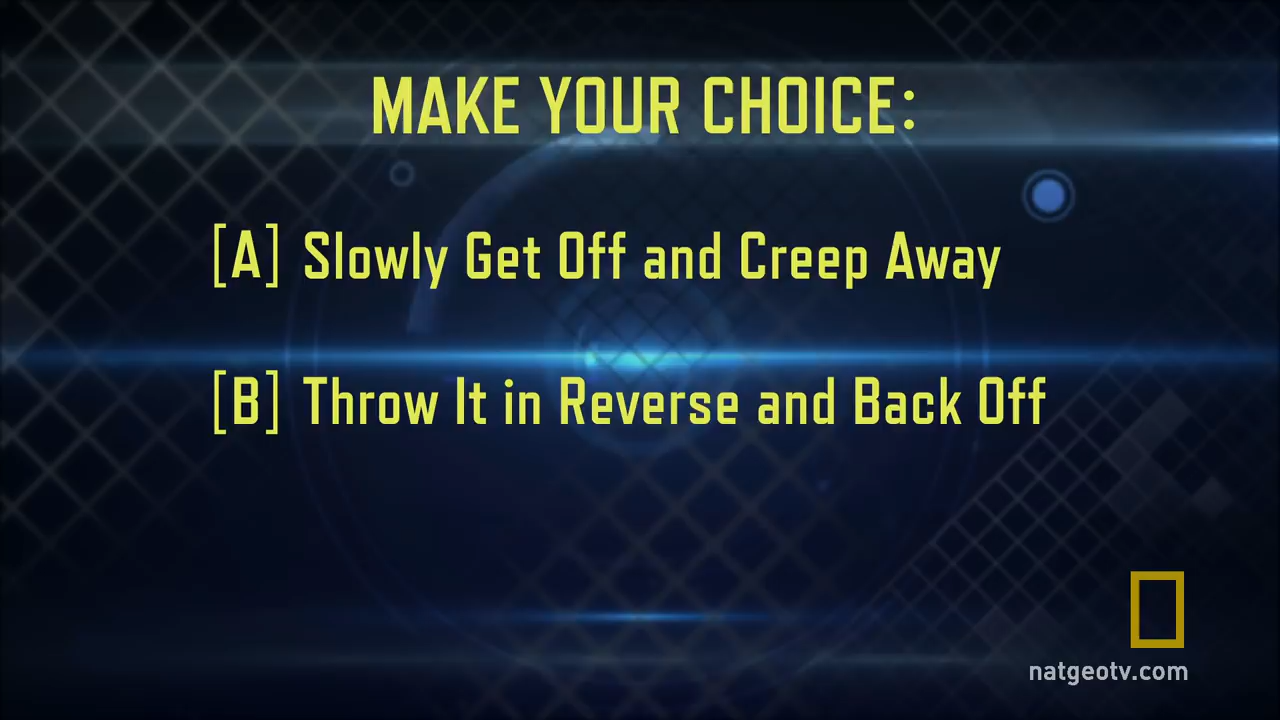 MAKE YOUR CHOICE:
[A] Slowly Get Off and Creep Away
[B] Throw It in Reverse and Back Off
natgeotv.com